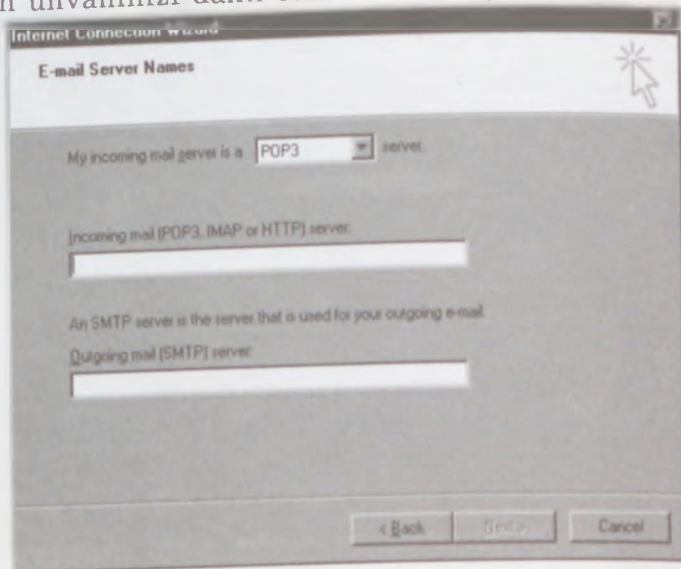 ünvanınızı
Internet Connection Wizard
E-mail Server Names
My incoming mail server is a POP3 server.
Incoming mail (POP3, IMAP or HTTP) server:
An SMTP server is the server that is used for your outgoing e-mail.
Outgoing mail (SMTP) server:
< Back Next > Cancel